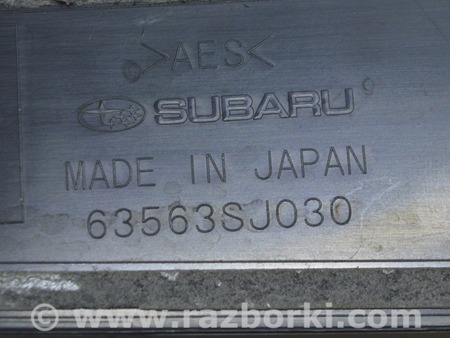 >AES<
SUBARU
MADE IN JAPAN
63563SJ030
www.razborki.com